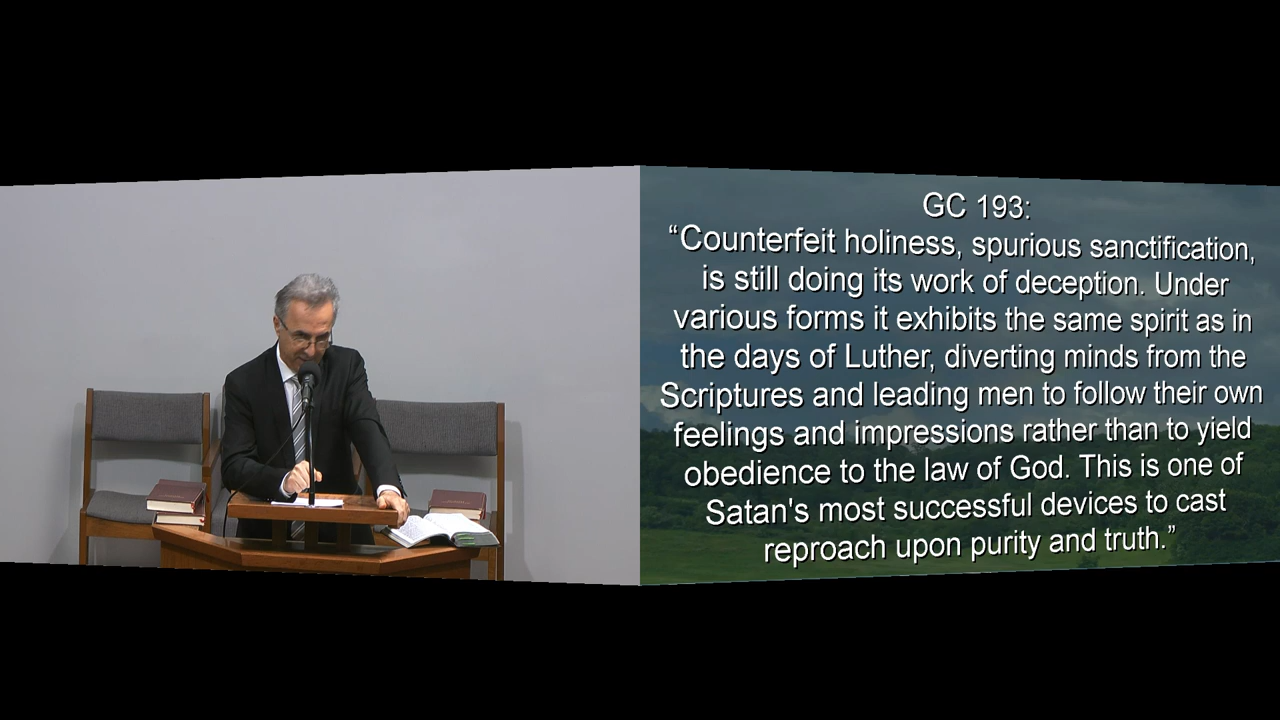 GC 193:
“Counterfeit holiness, spurious sanctification,
is still doing its work of deception. Under
various forms it exhibits the same spirit as in
the days of Luther, diverting minds from the
Scriptures and leading men to follow their own
feelings and impressions rather than to yield
obedience to the law of God. This is one of
Satan's most successful devices to cast
reproach upon purity and truth.”